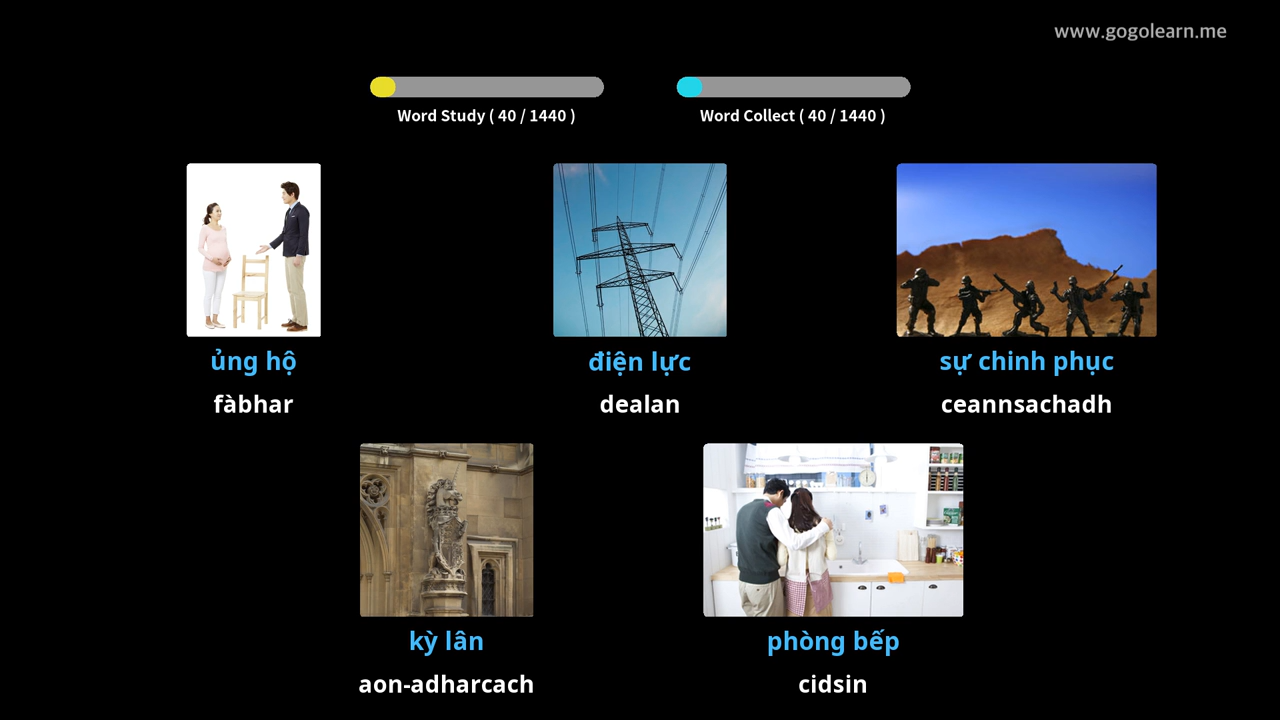 www.gogolearn.me
Word Study ( 40 / 1440 )
Word Collect ( 40 / 1440 )
ủng hộ
fàbhar
điện lực
dealan
sự chinh phục
ceannsachadh
kỳ lân
aon-adharcach
phòng bếp
cidsin